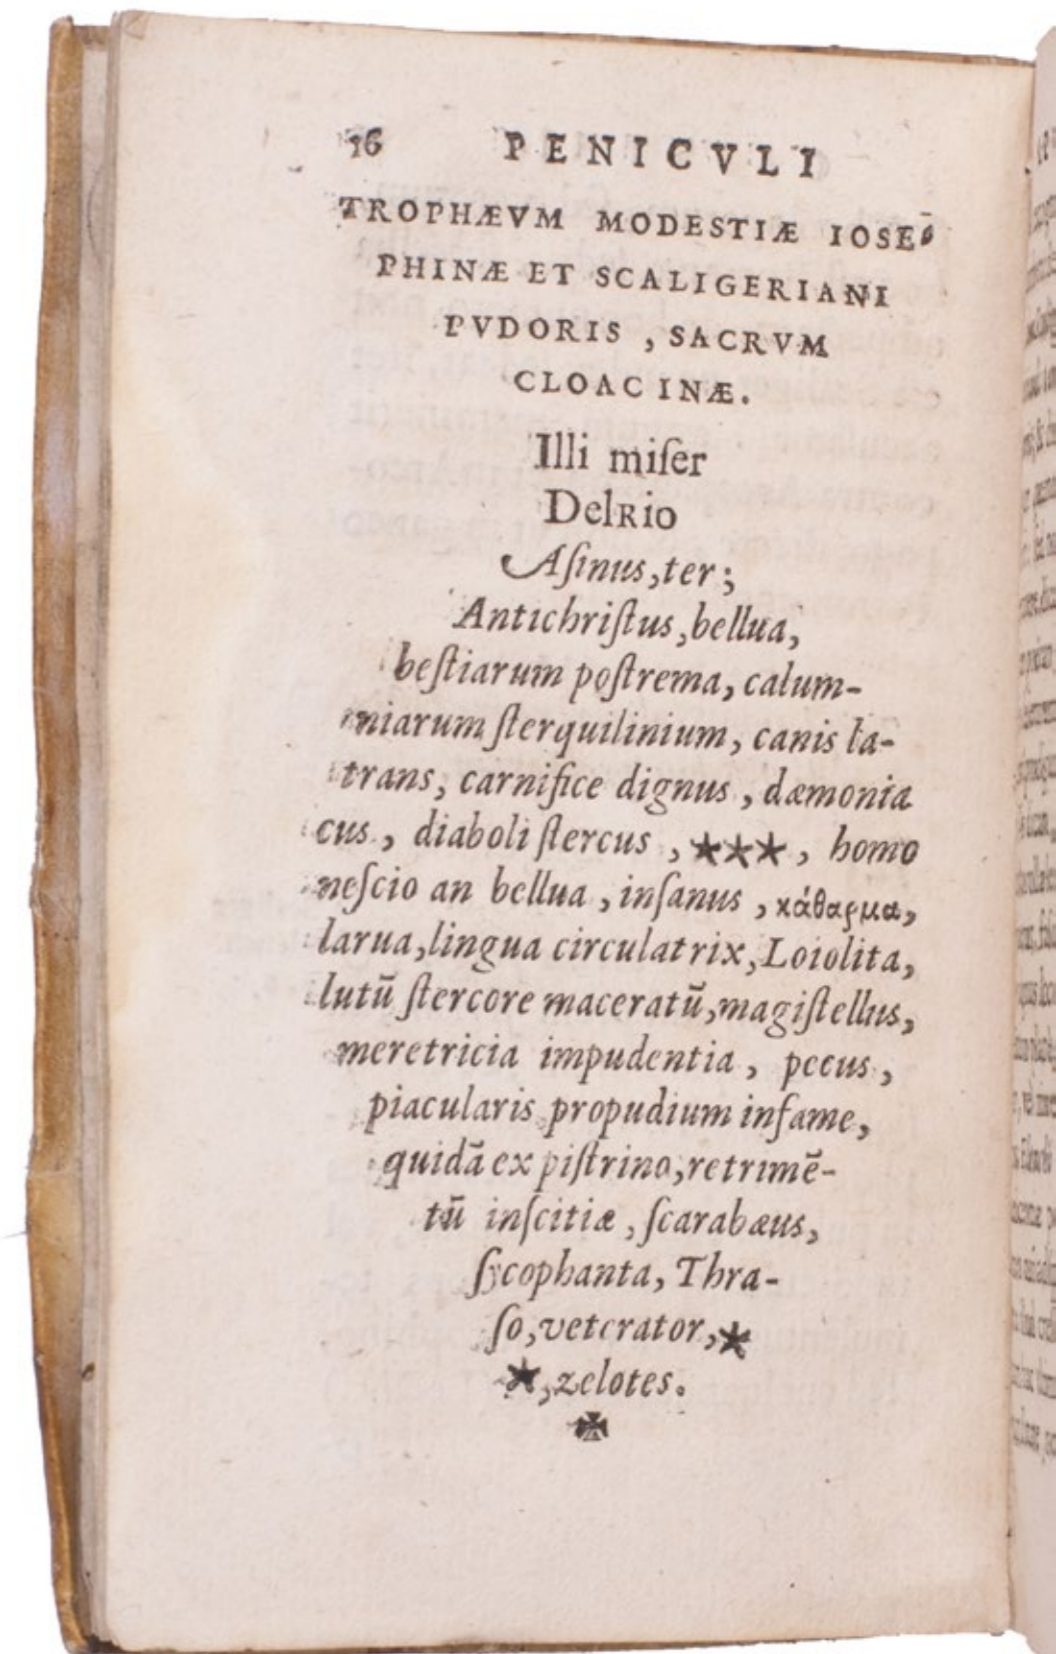 16 PENICVLI
TROPHÆVM MODESTIÆ IOSE-
PHINÆ ET SCALIGERIANI
PVDORIS, SACRVM
CLOACINÆ.
Illi miſer
DelRio
Aſinus, ter;
Antichriſtus, bellua,
beſtiarum poſtrema, calum-
niarum ſterquilinium, canis la-
trans, carnifice dignus, dæmonia
cus, diaboli ſtercus, ★★★, homo
neſcio an bellua, inſanus, κάθαρμα,
larua, lingua circulatrix, Loiolita,
lutū ſtercore maceratū, magiſtellus,
meretricia impudentia, pecus,
piacularis propudium infame,
quidā ex piſtrino, retrimē-
tū inſcitiæ, ſcarabæus,
ſycophanta, Thra-
ſo, veterator, ★
★, zelotes.
✠